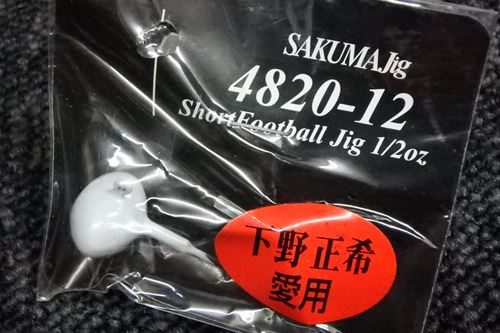 SAKUMAJig
4820-12
ShortFootball Jig 1/2oz
下野正希
愛用